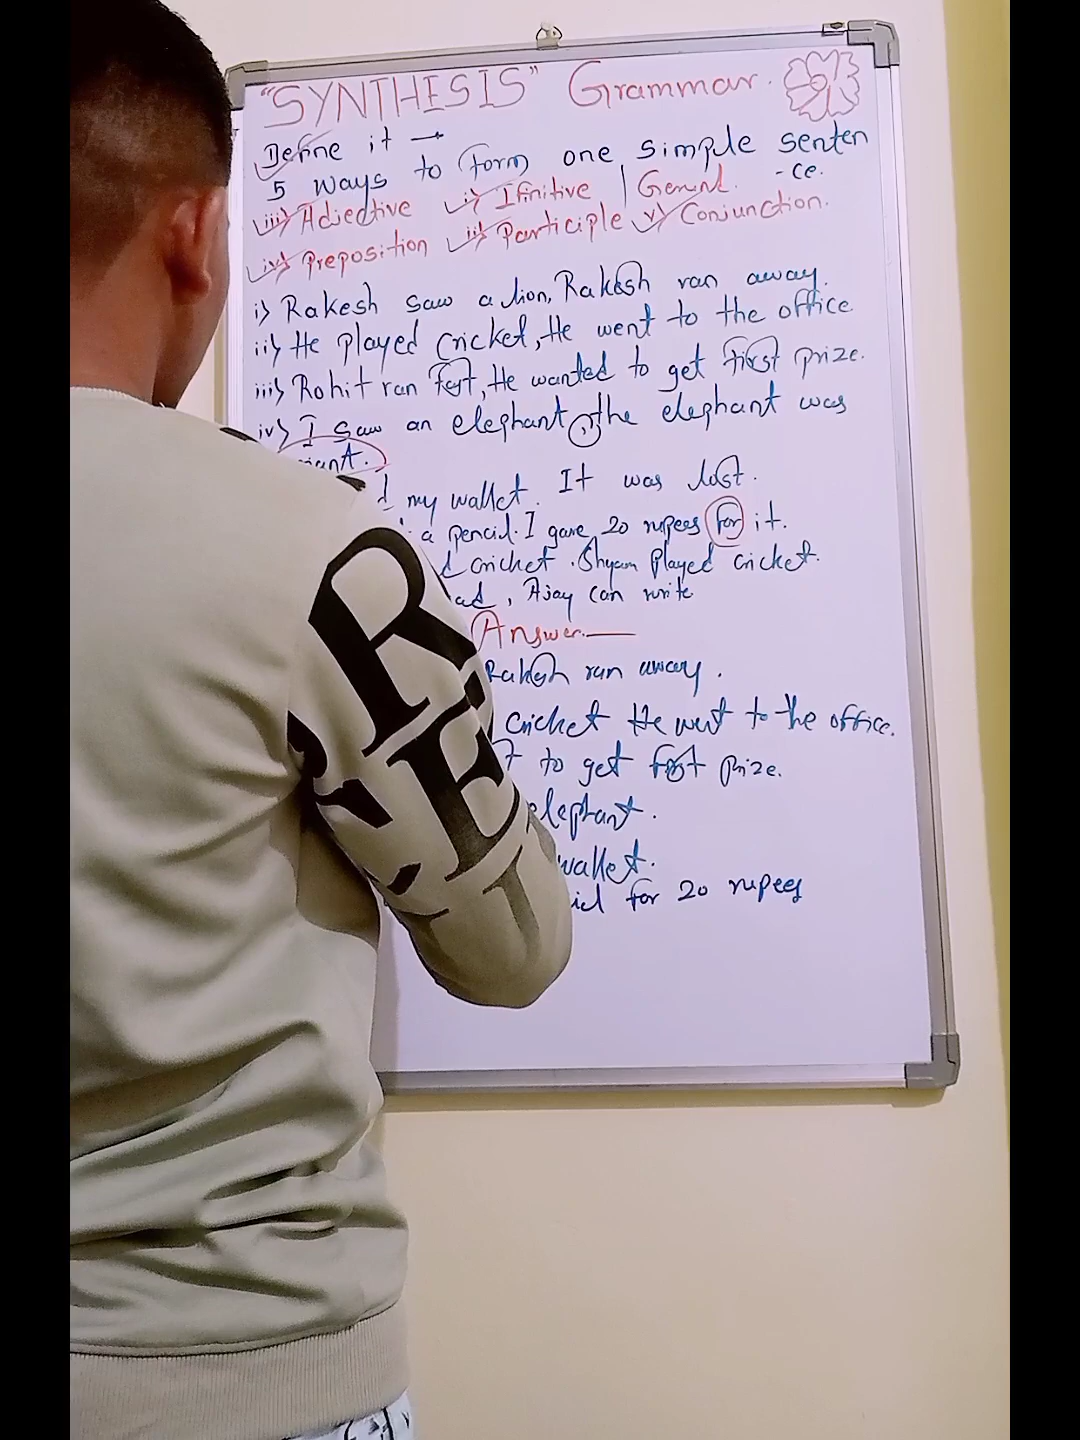 "SYNTHESIS" Grammar.
Define it →
5 ways to form one simple senten
-ce.
iii) Adjective i) Ifinitive | Gerund.
iv) Preposition ii) Participle v) Conjunction.
i) Rakesh saw a lion, Rakesh ran away.
ii) He played cricket, He went to the office
iii) Rohit ran fast, He wanted to get first prize.
iv) I saw an elephant, the elephant was
my wallet. It was lost.
a pencil. I gave 20 rupees for it.
cricket. Shyam played cricket.
, Ajay can write
Answer.—
Rakesh ran away.
cricket He went to the office.
to get first prize.
elephant.
wallet.
for 20 rupees
RE